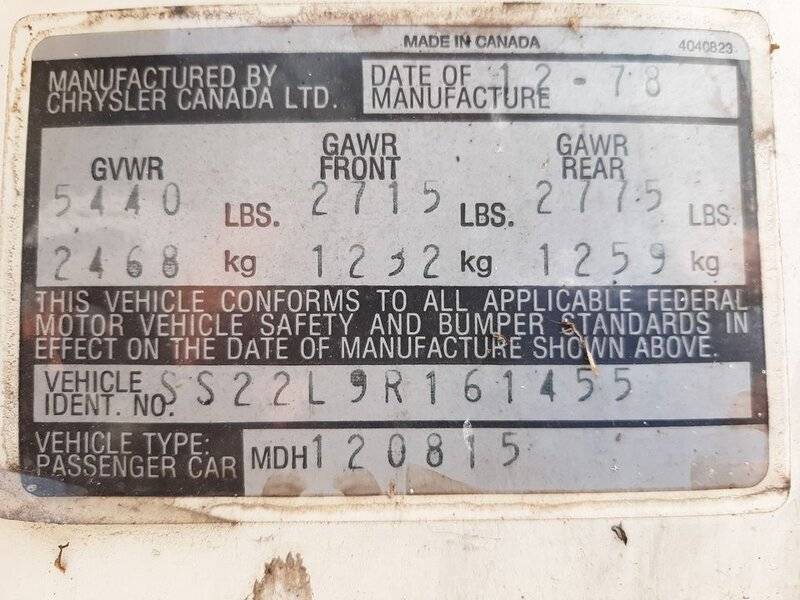 MADE IN CANADA 4040823
MANUFACTURED BY
CHRYSLER CANADA LTD.
DATE OF
MANUFACTURE 12-78
GVWR GAWR FRONT GAWR REAR
5440 LBS. 2715 LBS. 2775 LBS.
2468 kg 1232 kg 1259 kg
THIS VEHICLE CONFORMS TO ALL APPLICABLE FEDERAL
MOTOR VEHICLE SAFETY AND BUMPER STANDARDS IN
EFFECT ON THE DATE OF MANUFACTURE SHOWN ABOVE.
VEHICLE
IDENT. NO. SS22L9R161455
VEHICLE TYPE:
PASSENGER CAR
MDH 120815